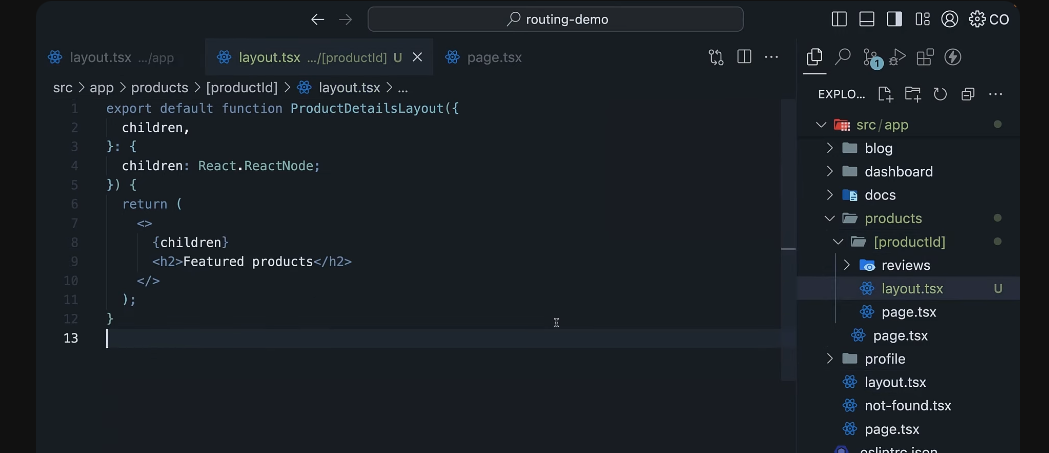 routing-demo
CO
layout.tsx .../app
layout.tsx .../[productId] U
page.tsx
src > app > products > [productId] > layout.tsx > ...
1 export default function ProductDetailsLayout({
2 children,
3 }: {
4 children: React.ReactNode;
5 }) {
6 return (
7 <>
8 {children}
9 <h2>Featured products</h2>
10 </>
11 );
12 }
13
1
EXPLO...
src/app
blog
dashboard
docs
products
[productId]
reviews
layout.tsx U
page.tsx
page.tsx
profile
layout.tsx
not-found.tsx
page.tsx
.eslintrc.json